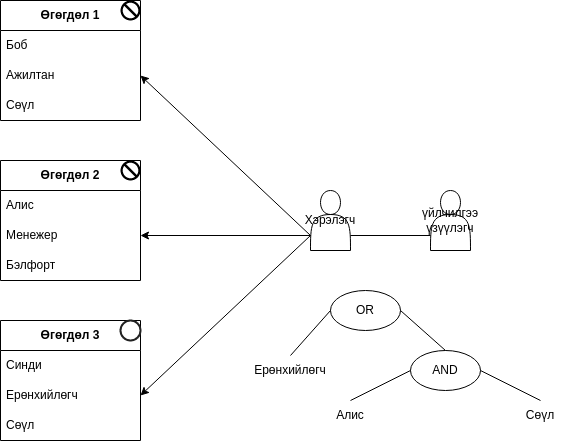 Өгөгдөл 1
Боб
Ажилтан
Сөүл
Өгөгдөл 2
Алис
Менежер
Бэлфорт
Өгөгдөл 3
Синди
Ерөнхийлөгч
Сөүл
Хэрэлэгч
үйлчилгээ
үзүүлэгч
OR
Ерөнхийлөгч
AND
Алис
Сөүл